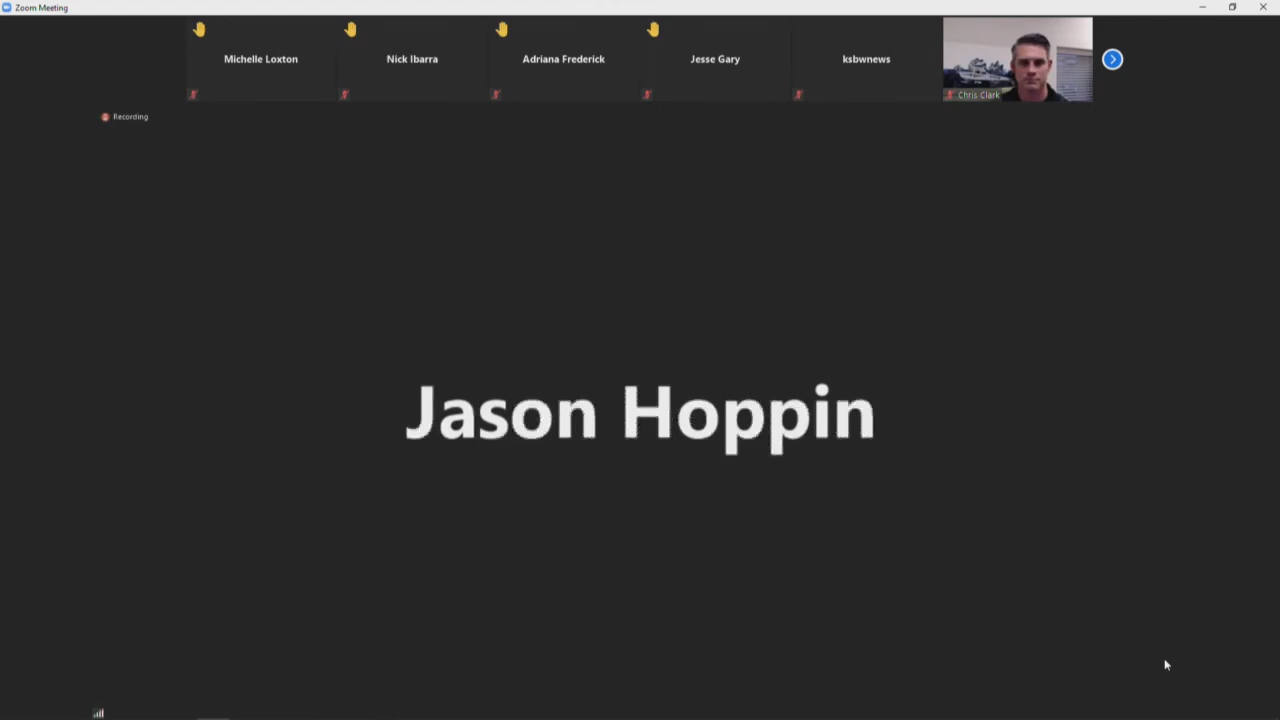 Zoom Meeting
Michelle Loxton
Nick Ibarra
Adriana Frederick
Jesse Gary
ksbwnews
Chris Clark
Recording
Jason Hoppin